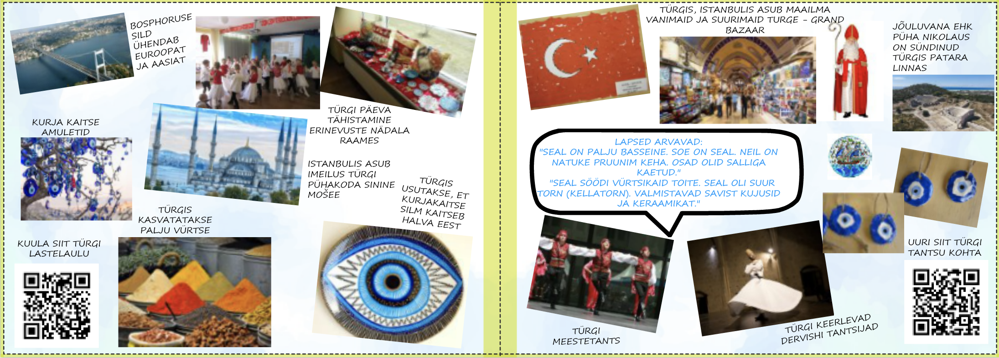 BOSPHORUSE
SILD
ÜHENDAB
EUROOPAT
JA AASIAT
TÜRGI PÄEVA
TÄHISTAMINE
ERINEVUSTE NÄDALA
RAAMES
KURJA KAITSE
AMULETID
ISTANBULIS ASUB
IMEILUS TÜRGI
PÜHAKODA SININE
MOŠEE
TÜRGIS
USUTAKSE, ET
KURJAKAITSE
SILM KAITSEB
HALVA EEST
TÜRGIS
KASVATATAKSE
PALJU VÜRTSE
KUULA SIIT TÜRGI
LASTELAULU
TÜRGIS, ISTANBULIS ASUB MAAILMA
VANIMAID JA SUURIMAID TURGE - GRAND
BAZAAR
JÕULUVANA EHK
PÜHA NIKOLAUS
ON SÜNDINUD
TÜRGIS PATARA
LINNAS
LAPSED ARVAVAD:
"SEAL ON PALJU BASSEINE. SOE ON SEAL. NEIL ON
NATUKE PRUUNIM KEHA. OSAD OLID SALLIGA
KAETUD."
"SEAL SÖÖDI VÜRTSIKAID TOITE. SEAL OLI SUUR
TORN (KELLATORN). VALMISTAVAD SAVIST KUJUSID
JA KERAAMIKAT."
TÜRGI
MEESTETANTS
TÜRGI KEERLEVAD
DERVISHI TANTSIJAD
UURI SIIT TÜRGI
TANTSU KOHTA